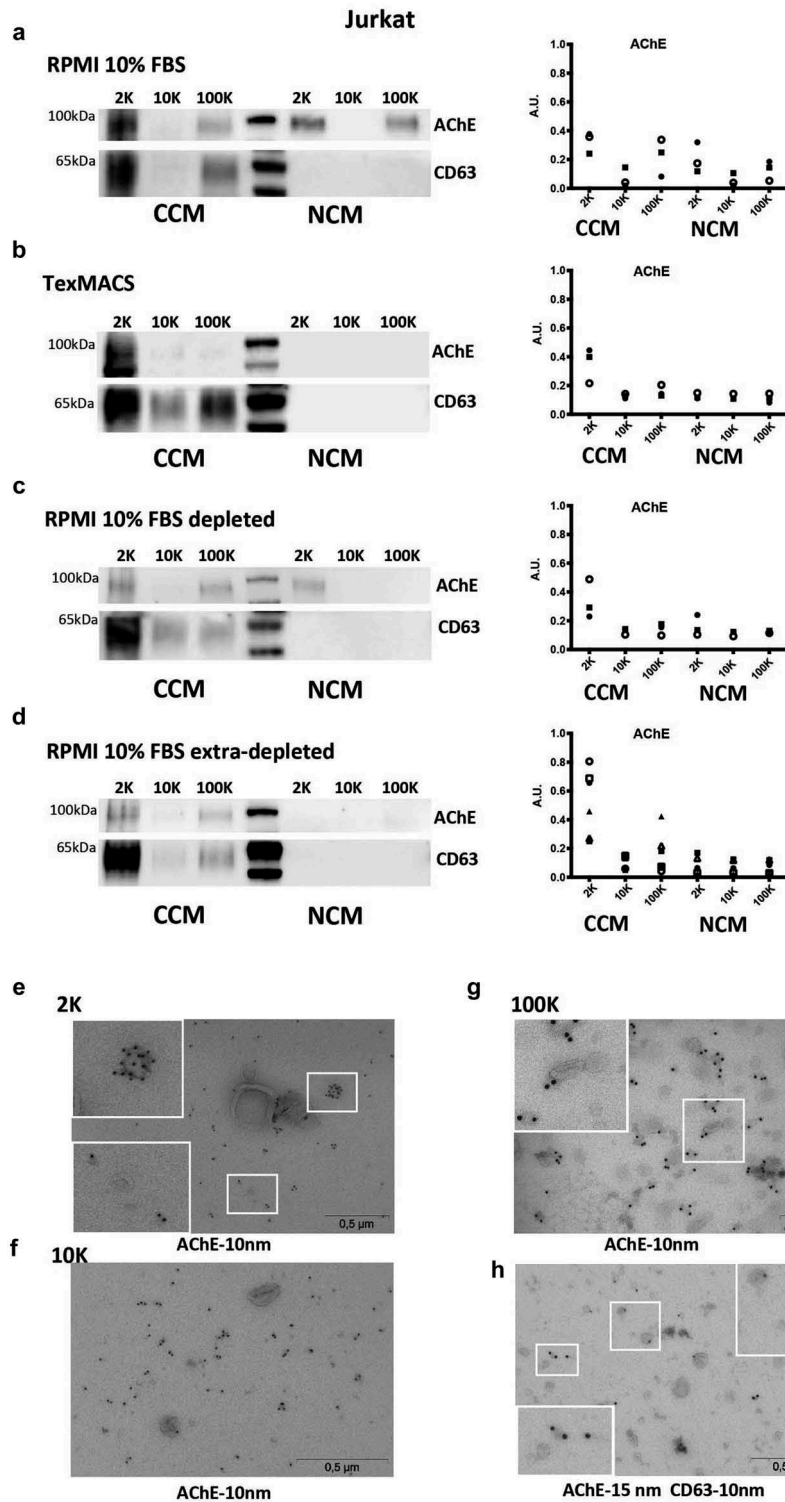 Jurkat
a
RPMI 10% FBS
2K 10K 100K 2K 10K 100K
100kDa AChE
65kDa CD63
CCM NCM
AChE
A.U.
1.0
0.8
0.6
0.4
0.2
0.0
2K 10K 100K 2K 10K 100K
CCM NCM
b
TexMACS
2K 10K 100K 2K 10K 100K
100kDa AChE
65kDa CD63
CCM NCM
AChE
A.U.
1.0
0.8
0.6
0.4
0.2
0.0
2K 10K 100K 2K 10K 100K
CCM NCM
c
RPMI 10% FBS depleted
2K 10K 100K 2K 10K 100K
100kDa AChE
65kDa CD63
CCM NCM
AChE
A.U.
1.0
0.8
0.6
0.4
0.2
0.0
2K 10K 100K 2K 10K 100K
CCM NCM
d
RPMI 10% FBS extra-depleted
2K 10K 100K 2K 10K 100K
100kDa AChE
65kDa CD63
CCM NCM
AChE
A.U.
1.0
0.8
0.6
0.4
0.2
0.0
2K 10K 100K 2K 10K 100K
CCM NCM
e
2K
0,5 µm
AChE-10nm
f
10K
0,5 µm
AChE-10nm
g
100K
AChE-10nm
h
0,5
AChE-15 nm CD63-10nm